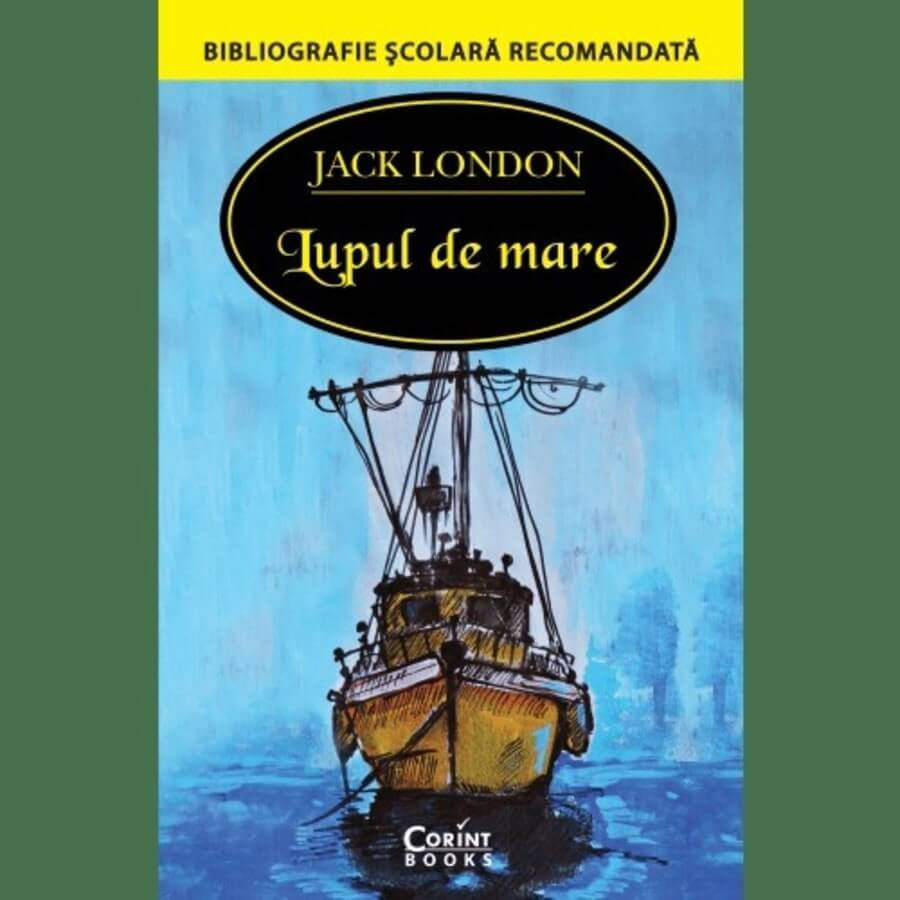 BIBLIOGRAFIE ŞCOLARĂ RECOMANDATĂ
JACK LONDON
Lupul de mare
CORINT
BOOKS